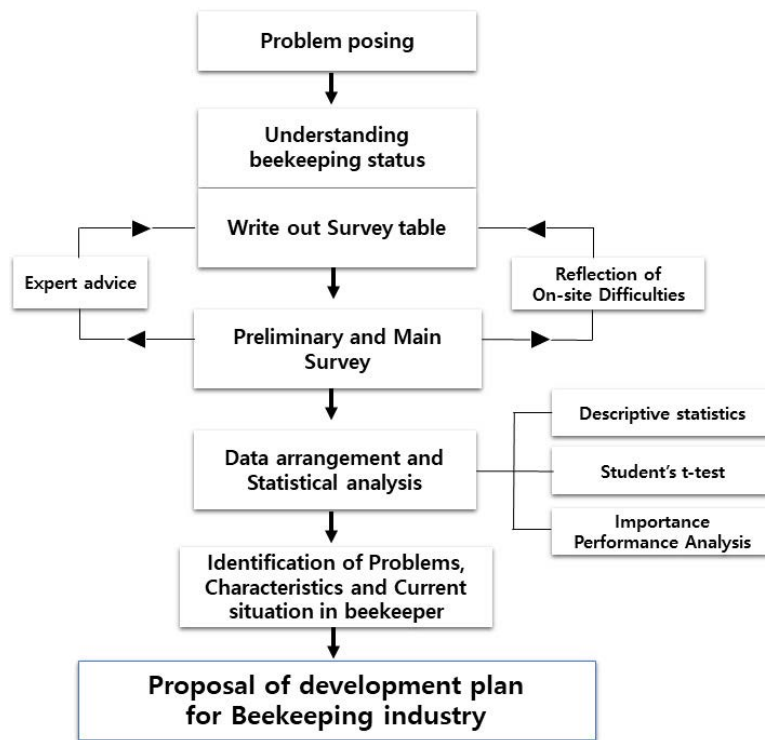 Problem posing
Understanding
beekeeping status
Write out Survey table
Expert advice
Reflection of
On-site Difficulties
Preliminary and Main
Survey
Data arrangement and
Statistical analysis
Descriptive statistics
Student's t-test
Importance
Performance Analysis
Identification of Problems,
Characteristics and Current
situation in beekeeper
Proposal of development plan
for Beekeeping industry